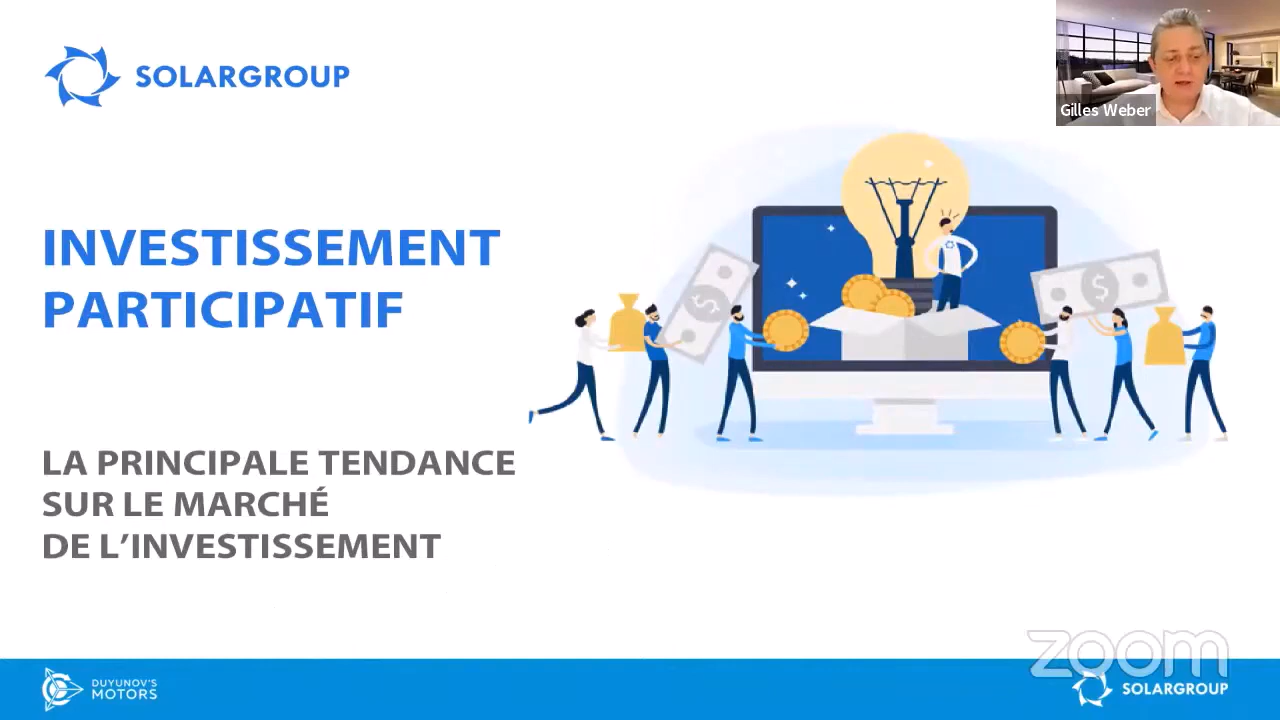 SOLARGROUP
Gilles Weber
INVESTISSEMENT
PARTICIPATIF
LA PRINCIPALE TENDANCE
SUR LE MARCHÉ
DE L’INVESTISSEMENT
zoom
DUYUNOV'S
MOTORS
SOLARGROUP